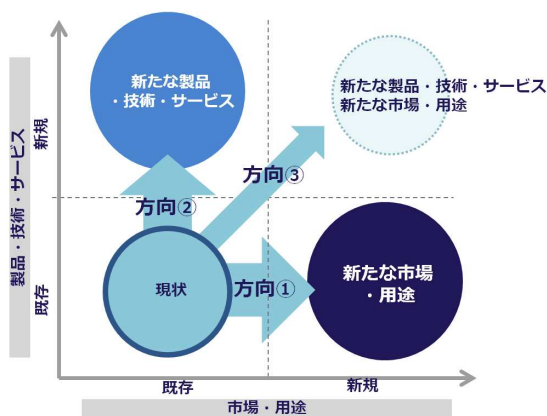 新たな製品
・技術・サービス
新たな製品・技術・サービス
新たな市場・用途
方向③
方向②
現状
方向①
新たな市場
・用途
製品・技術・サービス
新規
既存
既存
新規
市場・用途